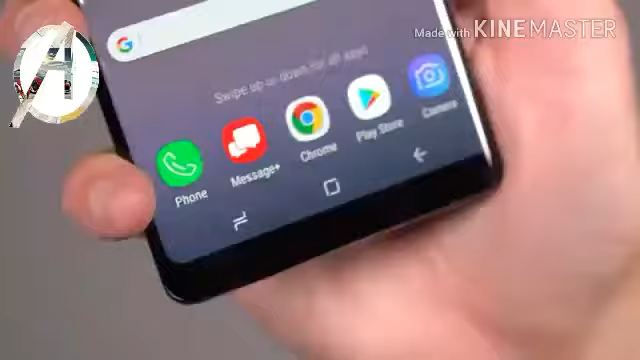 Made with KINEMASTER
Swipe up or down for all apps
Phone
Message+
Chrome
Play Store
Camera